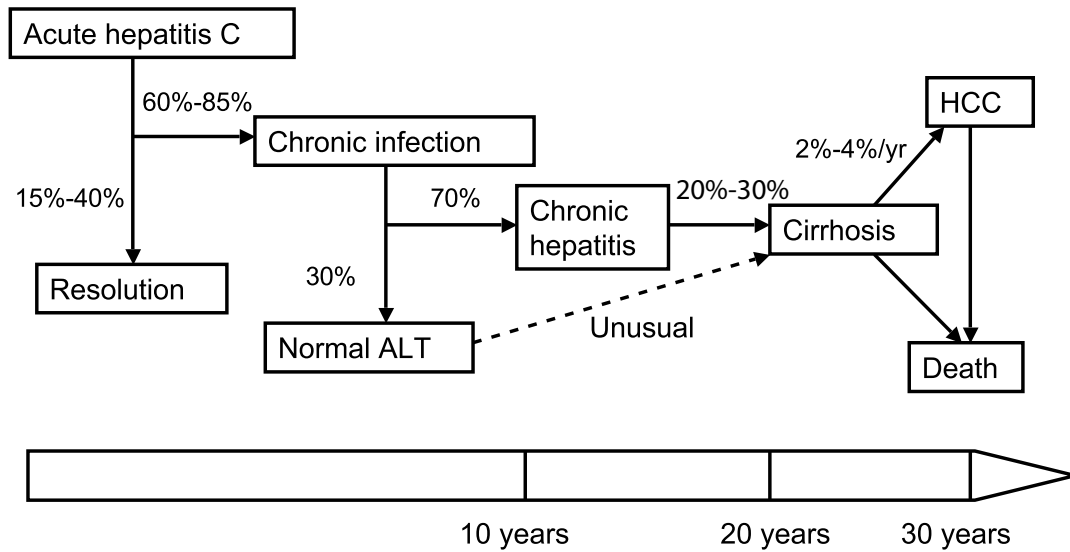 Acute hepatitis C
60%-85%
Chronic infection
15%-40%
Resolution
70%
30%
Normal ALT
Chronic
hepatitis
20%-30%
Unusual
Cirrhosis
2%-4%/yr
HCC
Death
10 years
20 years
30 years